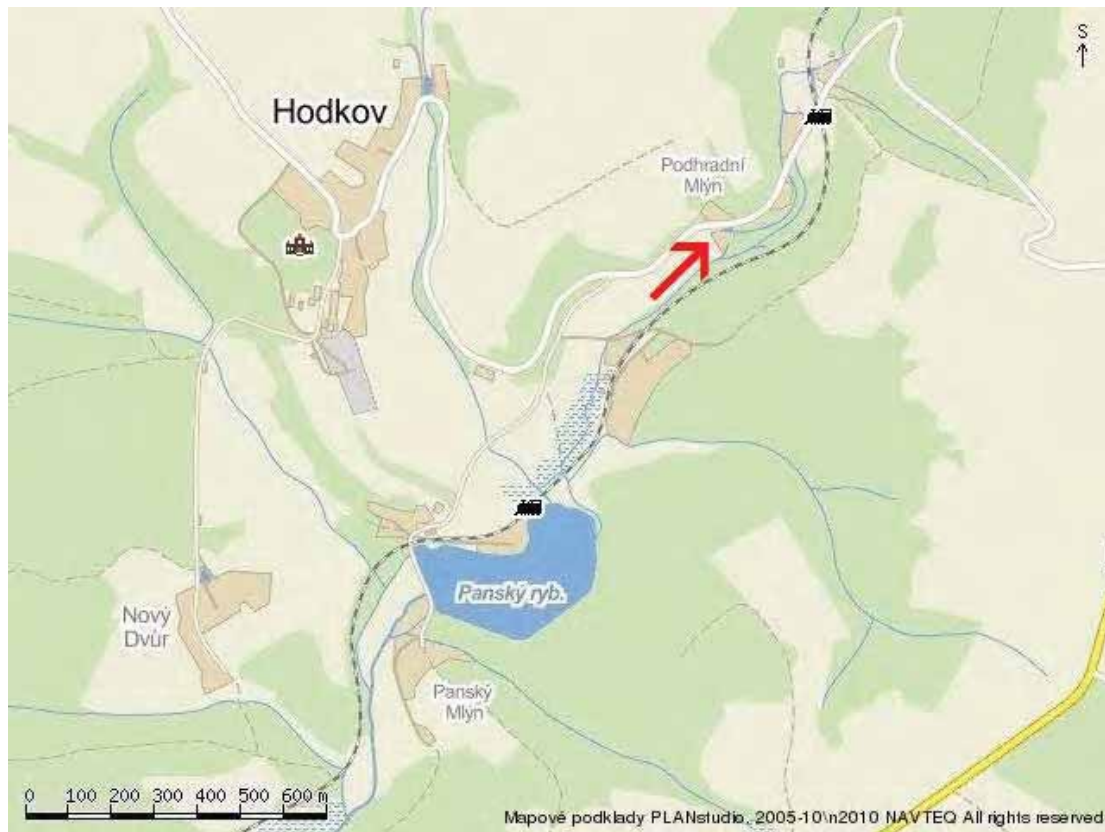 S
Hodkov
Podhradní
Mlýn
Panský ryb.
Nový
Dvůr
Panský
Mlýn
0 100 200 300 400 500 600 m
Mapové podklady PLANstudio, 2005-10\n2010 NAVTEQ All rights reserved